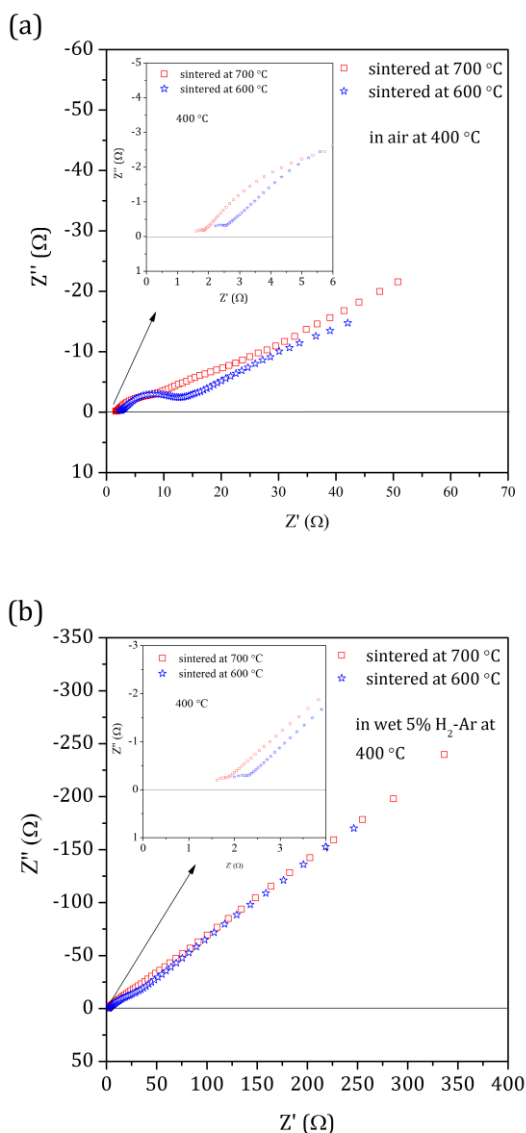 (a)
-60
-50
-40
-30
-20
-10
0
10
Z'' (Ω)
0 10 20 30 40 50 60 70
Z' (Ω)
sintered at 700 °C
sintered at 600 °C
in air at 400 °C
-5
-4
-3
-2
-1
0
1
Z'' (Ω)
sintered at 700 °C
sintered at 600 °C
400 °C
0 1 2 3 4 5 6
Z' (Ω)
(b)
-350
-300
-250
-200
-150
-100
-50
0
50
Z'' (Ω)
0 50 100 150 200 250 300 350 400
Z' (Ω)
sintered at 700 °C
sintered at 600 °C
in wet 5% H₂-Ar at
400 °C
-3
-2
-1
0
1
Z'' (Ω)
sintered at 700 °C
sintered at 600 °C
400 °C
0 1 2 3
Z' (Ω)